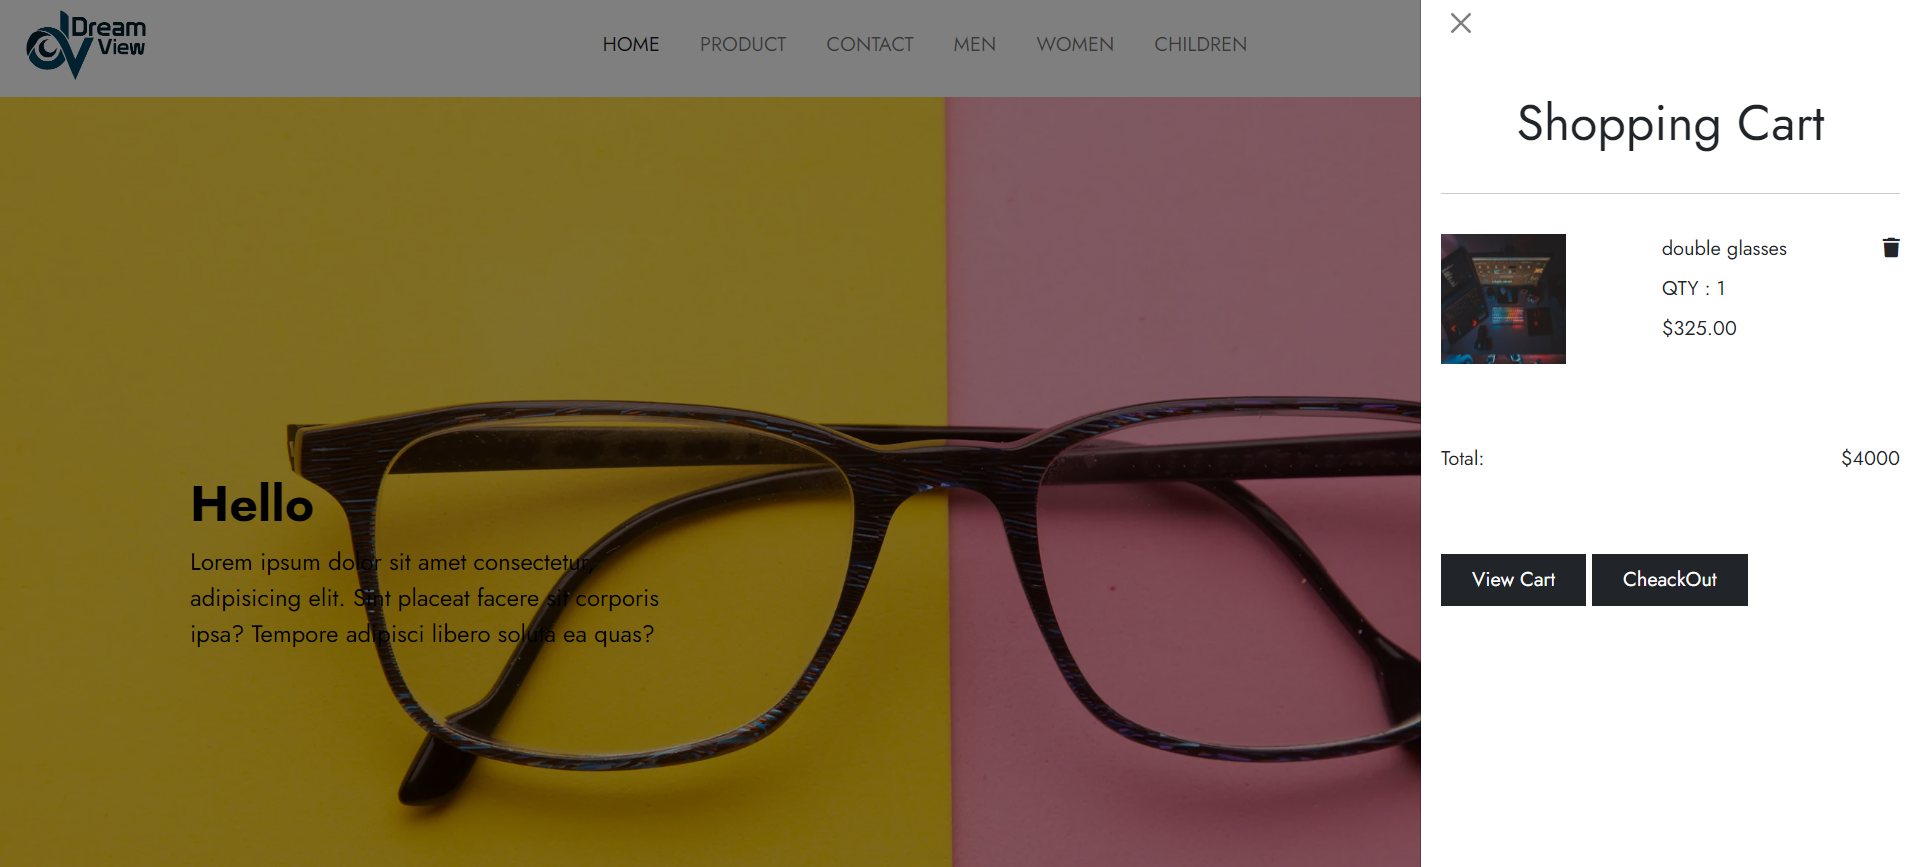 Dream
View
HOME PRODUCT CONTACT MEN WOMEN CHILDREN
Hello
Lorem ipsum dolor sit amet consectetur,
adipisicing elit. Sint placeat facere sit corporis
ipsa? Tempore adipisci libero soluta ea quas?
Shopping Cart
double glasses
QTY : 1
$325.00
Total: $4000
View Cart CheackOut